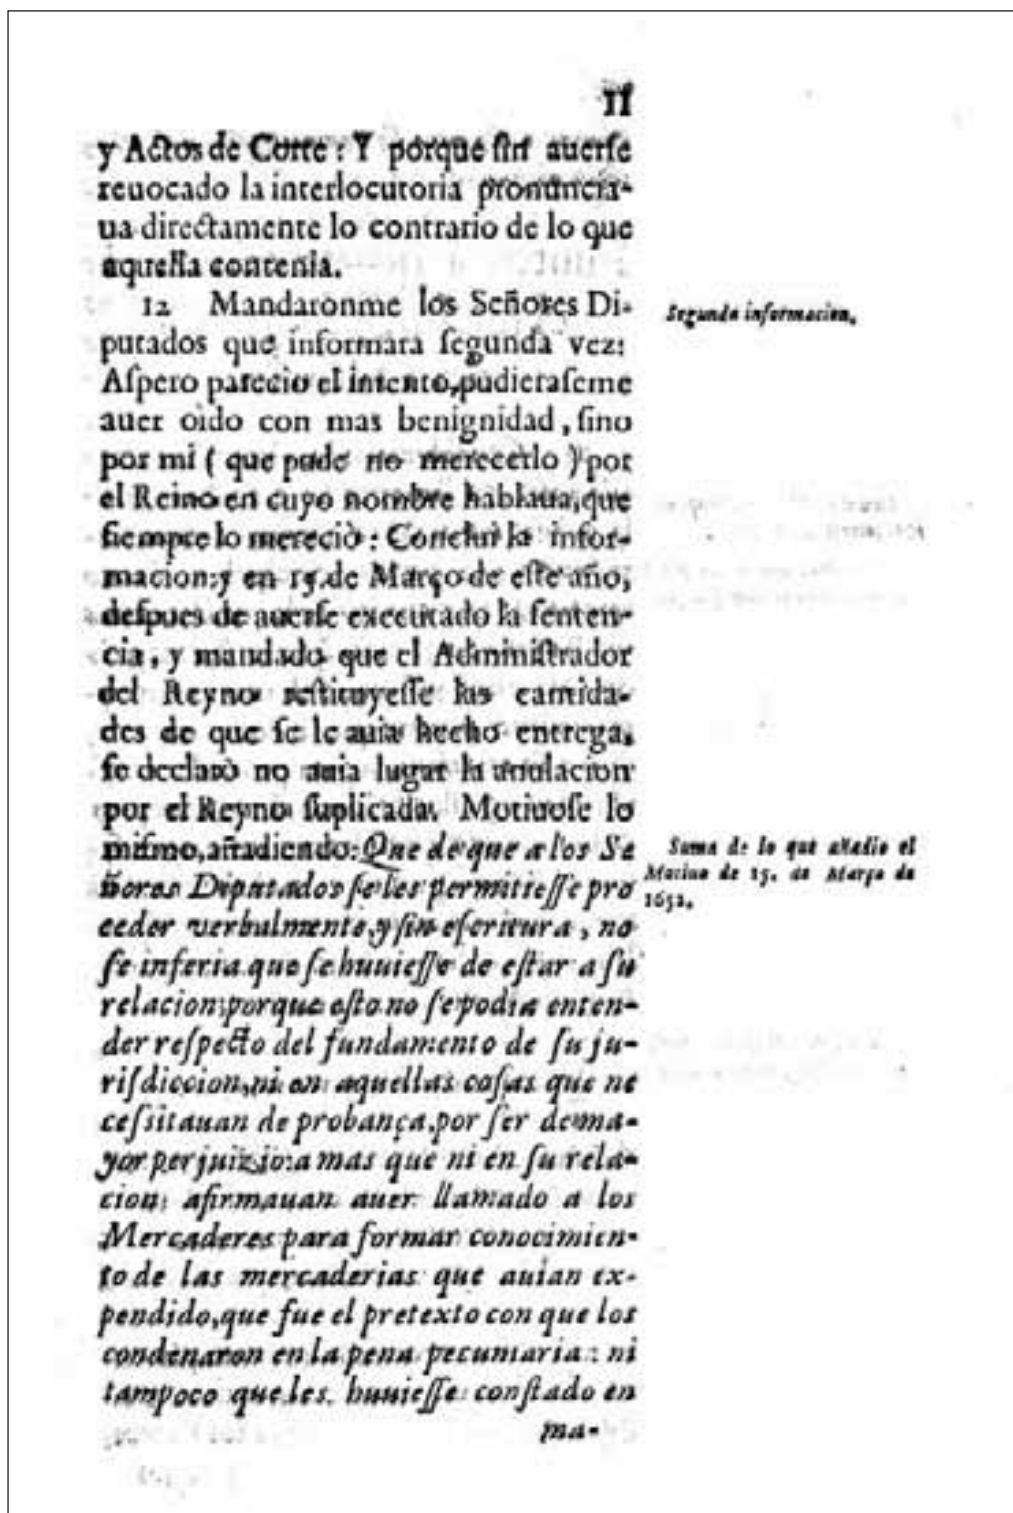 11
y Actos de Corte: Y porque sin auerse
reuocado la interlocutoria pronuncia-
ua directamente lo contrario de lo que
aquella contenia.
12 Mandaronme los Señores Di-
putados que informara segunda vez:
Aspero parecio el intento, pudieraseme
auer oido con mas benignidad, sino
por mi ( que pude no merecerlo ) por
el Reino en cuyo nombre hablaua, que
siempre lo mereciò: Conclui la infor-
macion: y en 15. de Março de este año,
despues de auerse executado la senten-
cia, y mandado que el Administrador
del Reyno restituyesse las cantida-
des de que se le auia hecho entrega,
se declarò no auia lugar la anulacion
por el Reyno suplicada. Motiuose lo
mismo, añadiendo: Que de que a los Se
ñores Diputados se les permitiesse pro
ceder verbalmente, y sin escritura, no
se inferia que se huuiesse de estar a su
relacion; porque esto no se podia enten-
der respecto del fundamento de su ju-
risdiccion, ni en aquellas cosas que ne
cessitauan de probança, por ser de ma-
yor perjuizio: a mas que ni en su rela-
cion, afirmauan auer llamado a los
Mercaderes para formar conocimien-
to de las mercaderias que auian ex-
pendido, que fue el pretexto con que los
condenaron en la pena pecuniaria: ni
tampoco que les huuiesse constado en
ma-
Segunda informacion.
Suma de lo que añadio el
Motiuo de 15. de Março de
1652.